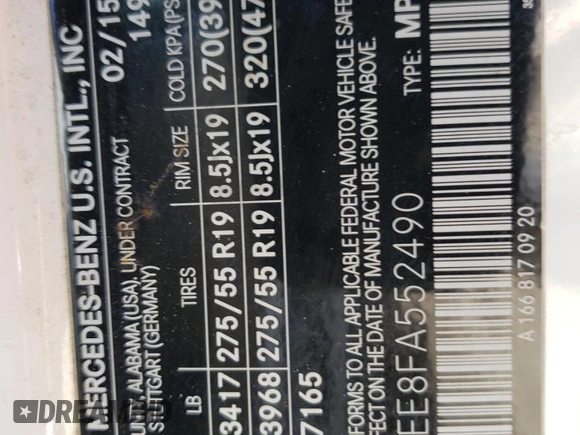 MERCEDES-BENZ U.S. INTL., INC
02/15
ALABAMA (USA), UNDER CONTRACT
149
STUTTGART (GERMANY)
LB TIRES RIM SIZE COLD KPA(PS
3417 275/55 R19 8.5Jx19 270(39
3968 275/55 R19 8.5Jx19 320(47
7165
FORMS TO ALL APPLICABLE FEDERAL MOTOR VEHICLE SAFE
EFFECT ON THE DATE OF MANUFACTURE SHOWN ABOVE.
EE8FA552490 TYPE: MP
A 166 817 09 20